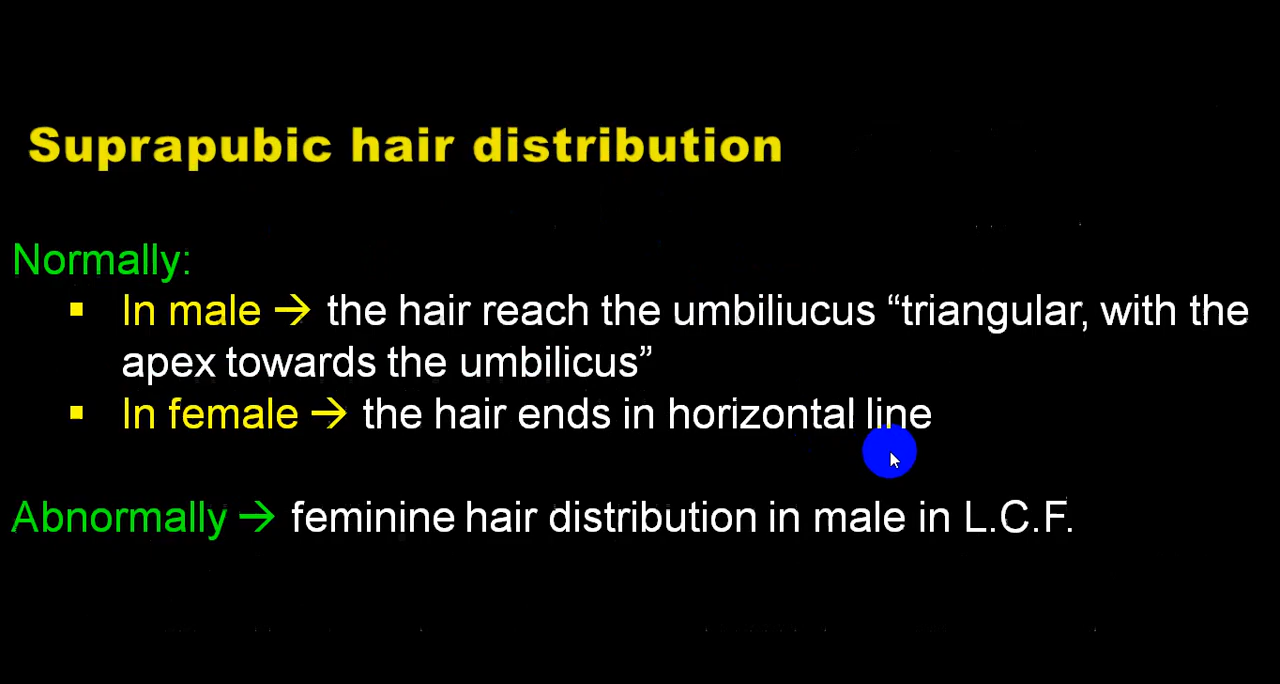 Suprapubic hair distribution
Normally:
▪ In male → the hair reach the umbiliucus “triangular, with the
apex towards the umbilicus”
▪ In female → the hair ends in horizontal line
Abnormally → feminine hair distribution in male in L.C.F.